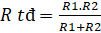 R tđ = R1.R2 / R1+R2